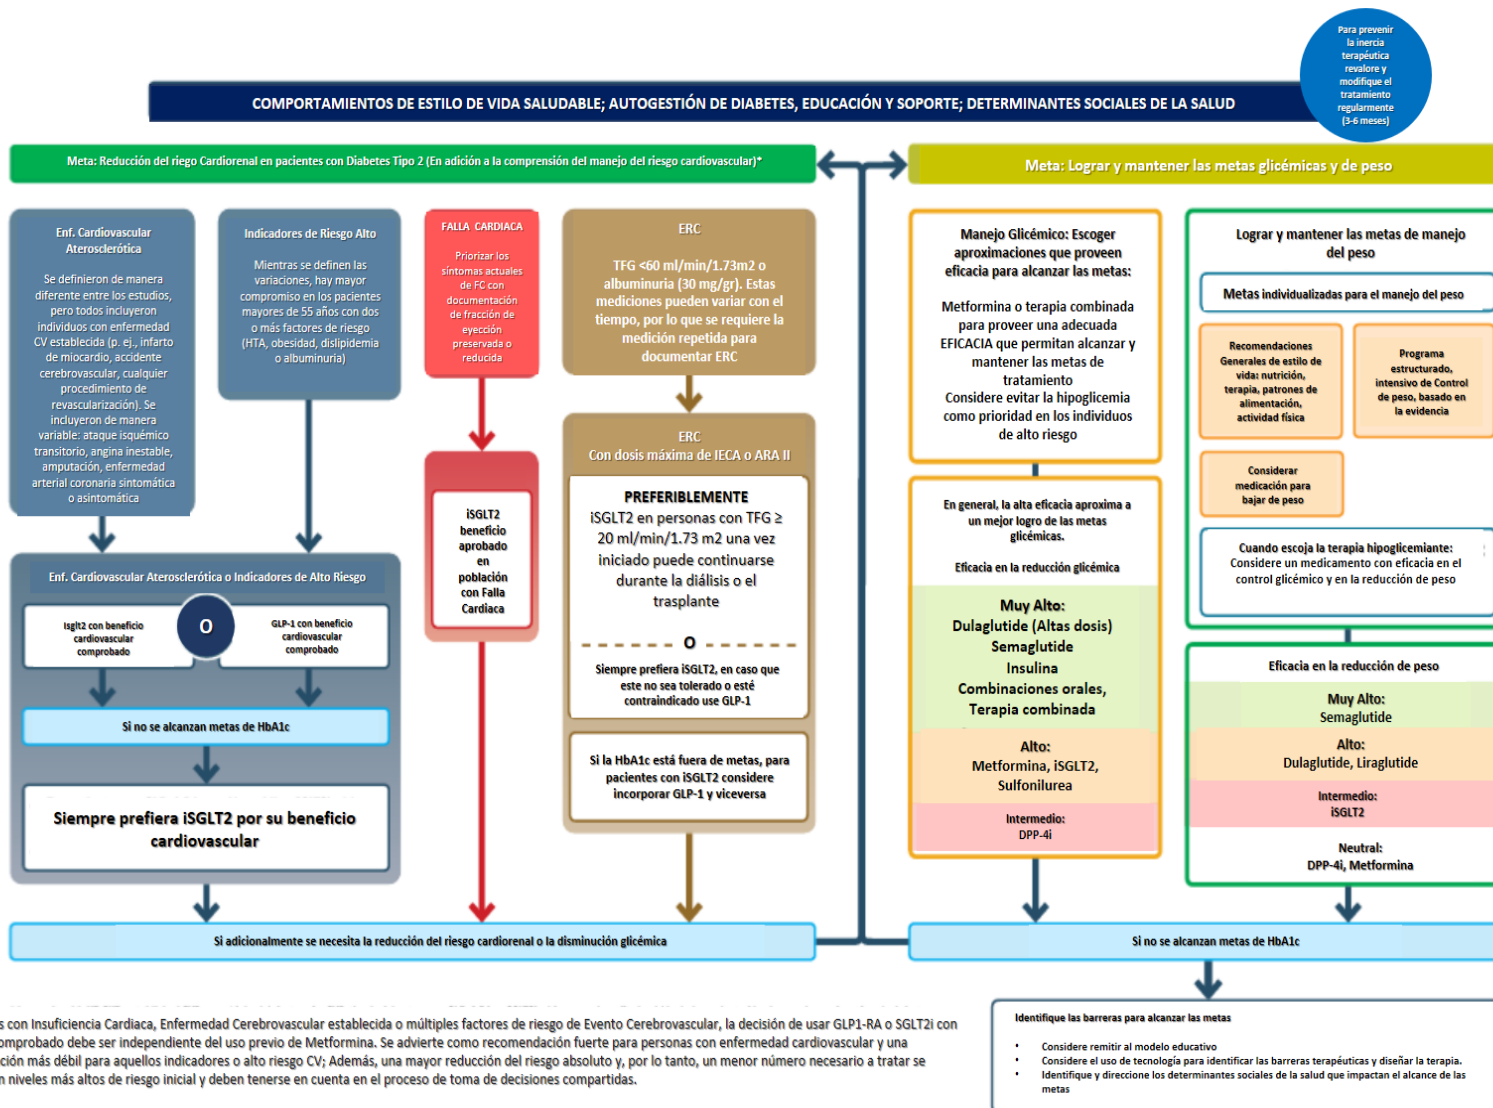 Para prevenir
la inercia
terapéutica
revalore y
modifique el
tratamiento
regularmente
(3-6 meses)
COMPORTAMIENTOS DE ESTILO DE VIDA SALUDABLE; AUTOGESTIÓN DE DIABETES, EDUCACIÓN Y SOPORTE; DETERMINANTES SOCIALES DE LA SALUD
Meta: Reducción del riego Cardiorenal en pacientes con Diabetes Tipo 2 (En adición a la comprensión del manejo del riesgo cardiovascular)*
Meta: Lograr y mantener las metas glicémicas y de peso
Enf. Cardiovascular
Aterosclerótica
Se definieron de manera
diferente entre los estudios,
pero todos incluyeron
individuos con enfermedad
CV establecida (p. ej., infarto
de miocardio, accidente
cerebrovascular, cualquier
procedimiento de
revascularización). Se
incluyeron de manera
variable: ataque isquémico
transitorio, angina inestable,
amputación, enfermedad
arterial coronaria sintomática
o asintomática
Indicadores de Riesgo Alto
Mientras se definen las
variaciones, hay mayor
compromiso en los pacientes
mayores de 55 años con dos
o más factores de riesgo
(HTA, obesidad, dislipidemia
o albuminuria)
FALLA CARDIACA
Priorizar los
síntomas actuales
de FC con
documentación
de fracción de
eyección
preservada o
reducida
ERC
TFG <60 ml/min/1.73m2 o
albuminuria (30 mg/gr). Estas
mediciones pueden variar con el
tiempo, por lo que se requiere la
medición repetida para
documentar ERC
Enf. Cardiovascular Aterosclerótica o Indicadores de Alto Riesgo
Isglt2 con beneficio
cardiovascular
comprobado
O
GLP-1 con beneficio
cardiovascular
comprobado
Si no se alcanzan metas de HbA1c
Siempre prefiera iSGLT2 por su beneficio
cardiovascular
iSGLT2
beneficio
aprobado
en
población
con Falla
Cardiaca
ERC
Con dosis máxima de IECA o ARA II
PREFERIBLEMENTE
iSGLT2 en personas con TFG ≥
20 ml/min/1.73 m2 una vez
iniciado puede continuarse
durante la diálisis o el
trasplante
O
Siempre prefiera iSGLT2, en caso que
este no sea tolerado o esté
contraindicado use GLP-1
Si la HbA1c está fuera de metas, para
pacientes con iSGLT2 considere
incorporar GLP-1 y viceversa
Si adicionalmente se necesita la reducción del riesgo cardiorenal o la disminución glicémica
Manejo Glicémico: Escoger
aproximaciones que proveen
eficacia para alcanzar las metas:
Metformina o terapia combinada
para proveer una adecuada
EFICACIA que permitan alcanzar y
mantener las metas de
tratamiento
Considere evitar la hipoglicemia
como prioridad en los individuos
de alto riesgo
En general, la alta eficacia aproxima a
un mejor logro de las metas
glicémicas.
Eficacia en la reducción glicémica
Muy Alto:
Dulaglutide (Altas dosis)
Semaglutide
Insulina
Combinaciones orales,
Terapia combinada
Alto:
Metformina, iSGLT2,
Sulfonilurea
Intermedio:
DPP-4i
Lograr y mantener las metas de manejo
del peso
Metas individualizadas para el manejo del peso
Recomendaciones
Generales de estilo de
vida: nutrición,
terapia, patrones de
alimentación,
actividad física
Programa
estructurado,
intensivo de Control
de peso, basado en
la evidencia
Considerar
medicación para
bajar de peso
Cuando escoja la terapia hipoglicemiante:
Considere un medicamento con eficacia en el
control glicémico y en la reducción de peso
Eficacia en la reducción de peso
Muy Alto:
Semaglutide
Alto:
Dulaglutide, Liraglutide
Intermedio:
iSGLT2
Neutral:
DPP-4i, Metformina
Si no se alcanzan metas de HbA1c
s con Insuficiencia Cardiaca, Enfermedad Cerebrovascular establecida o múltiples factores de riesgo de Evento Cerebrovascular, la decisión de usar GLP1-RA o SGLT2i con
omprobado debe ser independiente del uso previo de Metformina. Se advierte como recomendación fuerte para personas con enfermedad cardiovascular y una
ción más débil para aquellos indicadores o alto riesgo CV; Además, una mayor reducción del riesgo absoluto y, por lo tanto, un menor número necesario a tratar se
n niveles más altos de riesgo inicial y deben tenerse en cuenta en el proceso de toma de decisiones compartidas.
Identifique las barreras para alcanzar las metas
• Considere remitir al modelo educativo
• Considere el uso de tecnología para identificar las barreras terapéuticas y diseñar la terapia.
• Identifique y direccione los determinantes sociales de la salud que impactan el alcance de las
metas